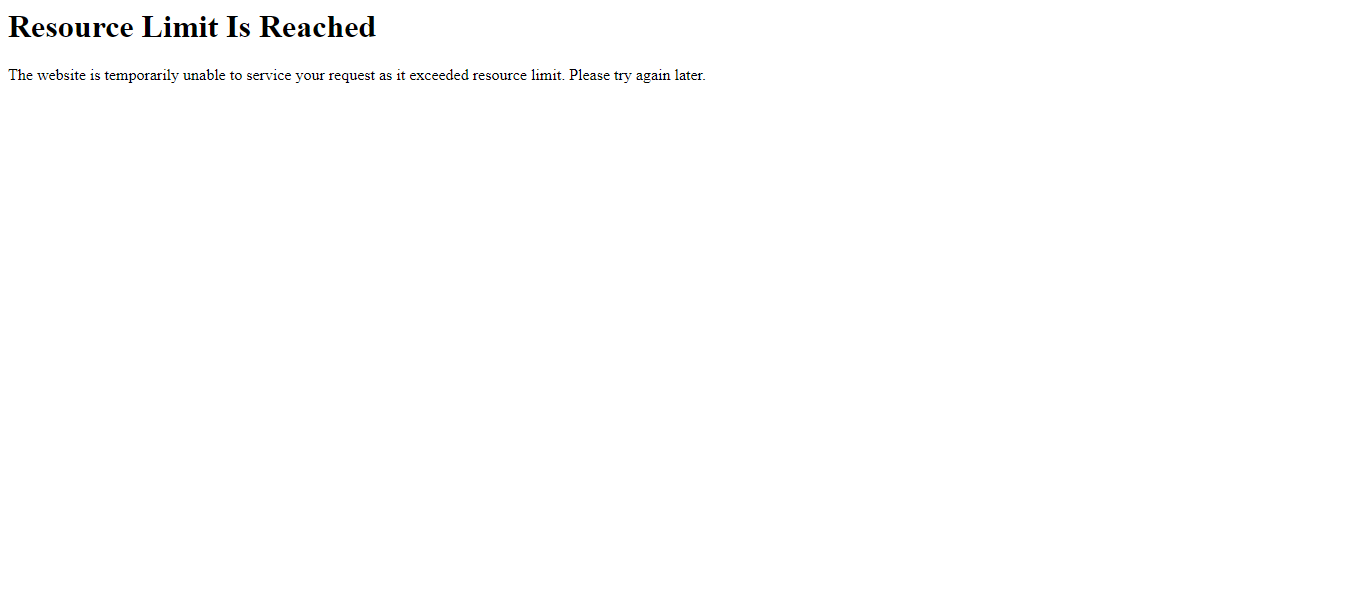 Resource Limit Is Reached
The website is temporarily unable to service your request as it exceeded resource limit. Please try again later.